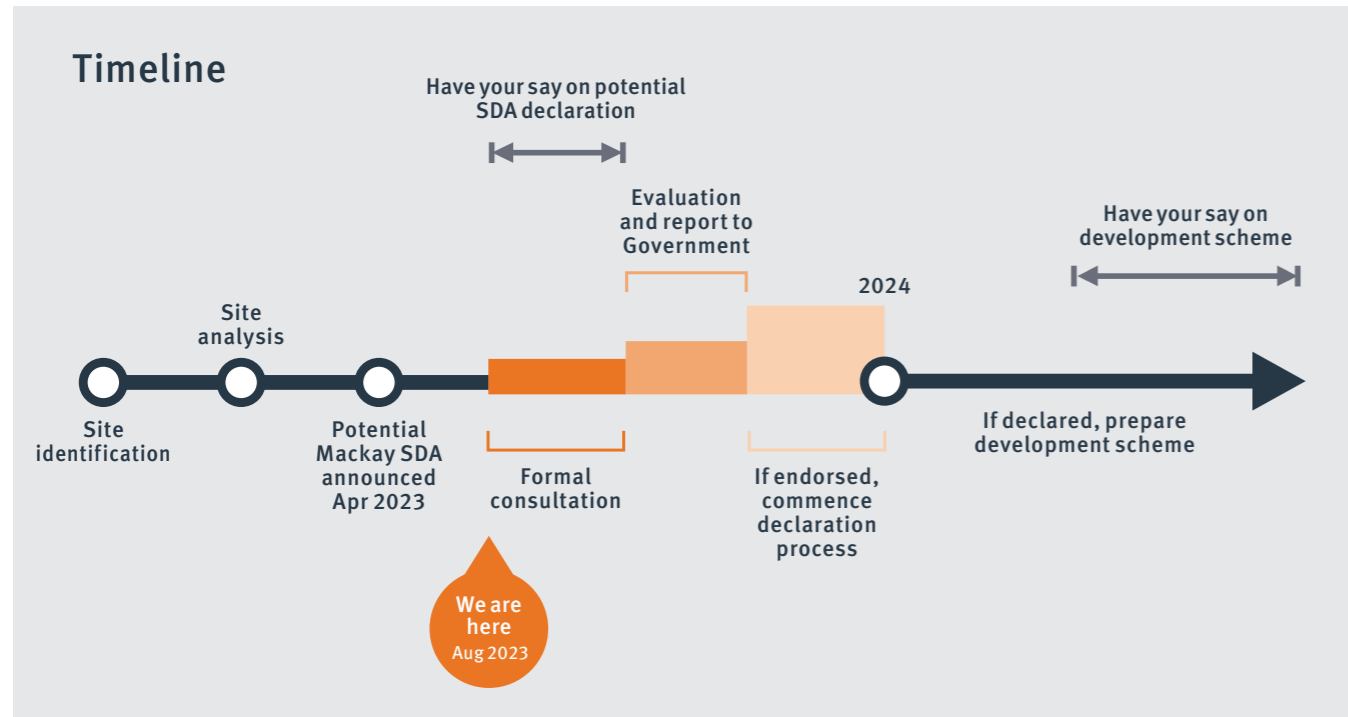 Timeline
Have your say on potential
SDA declaration
Evaluation
and report to
Government
Have your say on
development scheme
2024
Site
analysis
Site
identification
Potential
Mackay SDA
announced
Apr 2023
Formal
consultation
If endorsed,
commence
declaration
process
If declared, prepare
development scheme
We are
here
Aug 2023